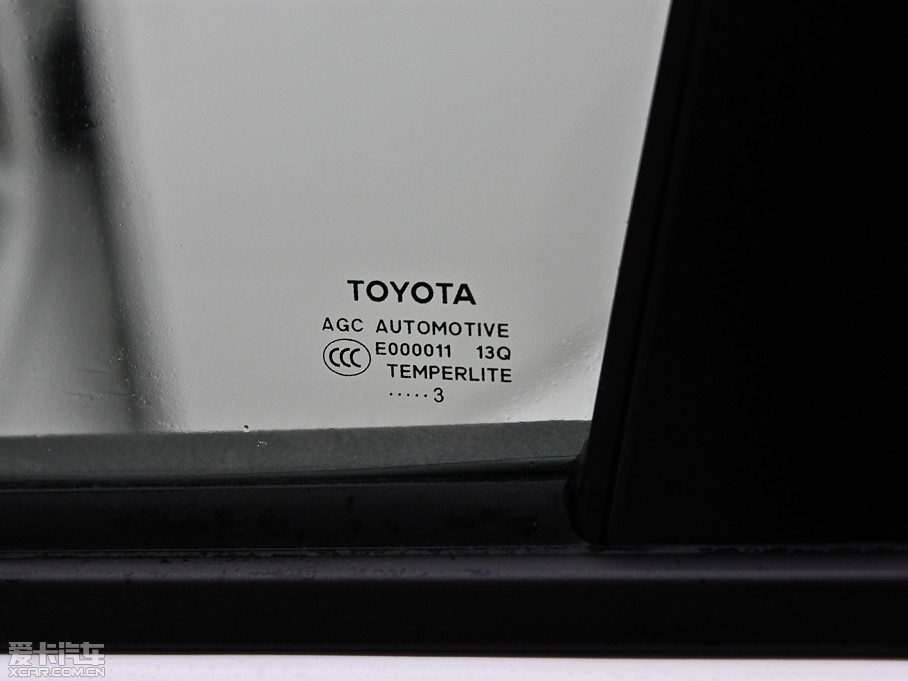 TOYOTA
AGC AUTOMOTIVE
CCC E000011 13Q
TEMPERLITE
.....3
爱卡汽车
XCAR.COM.CN